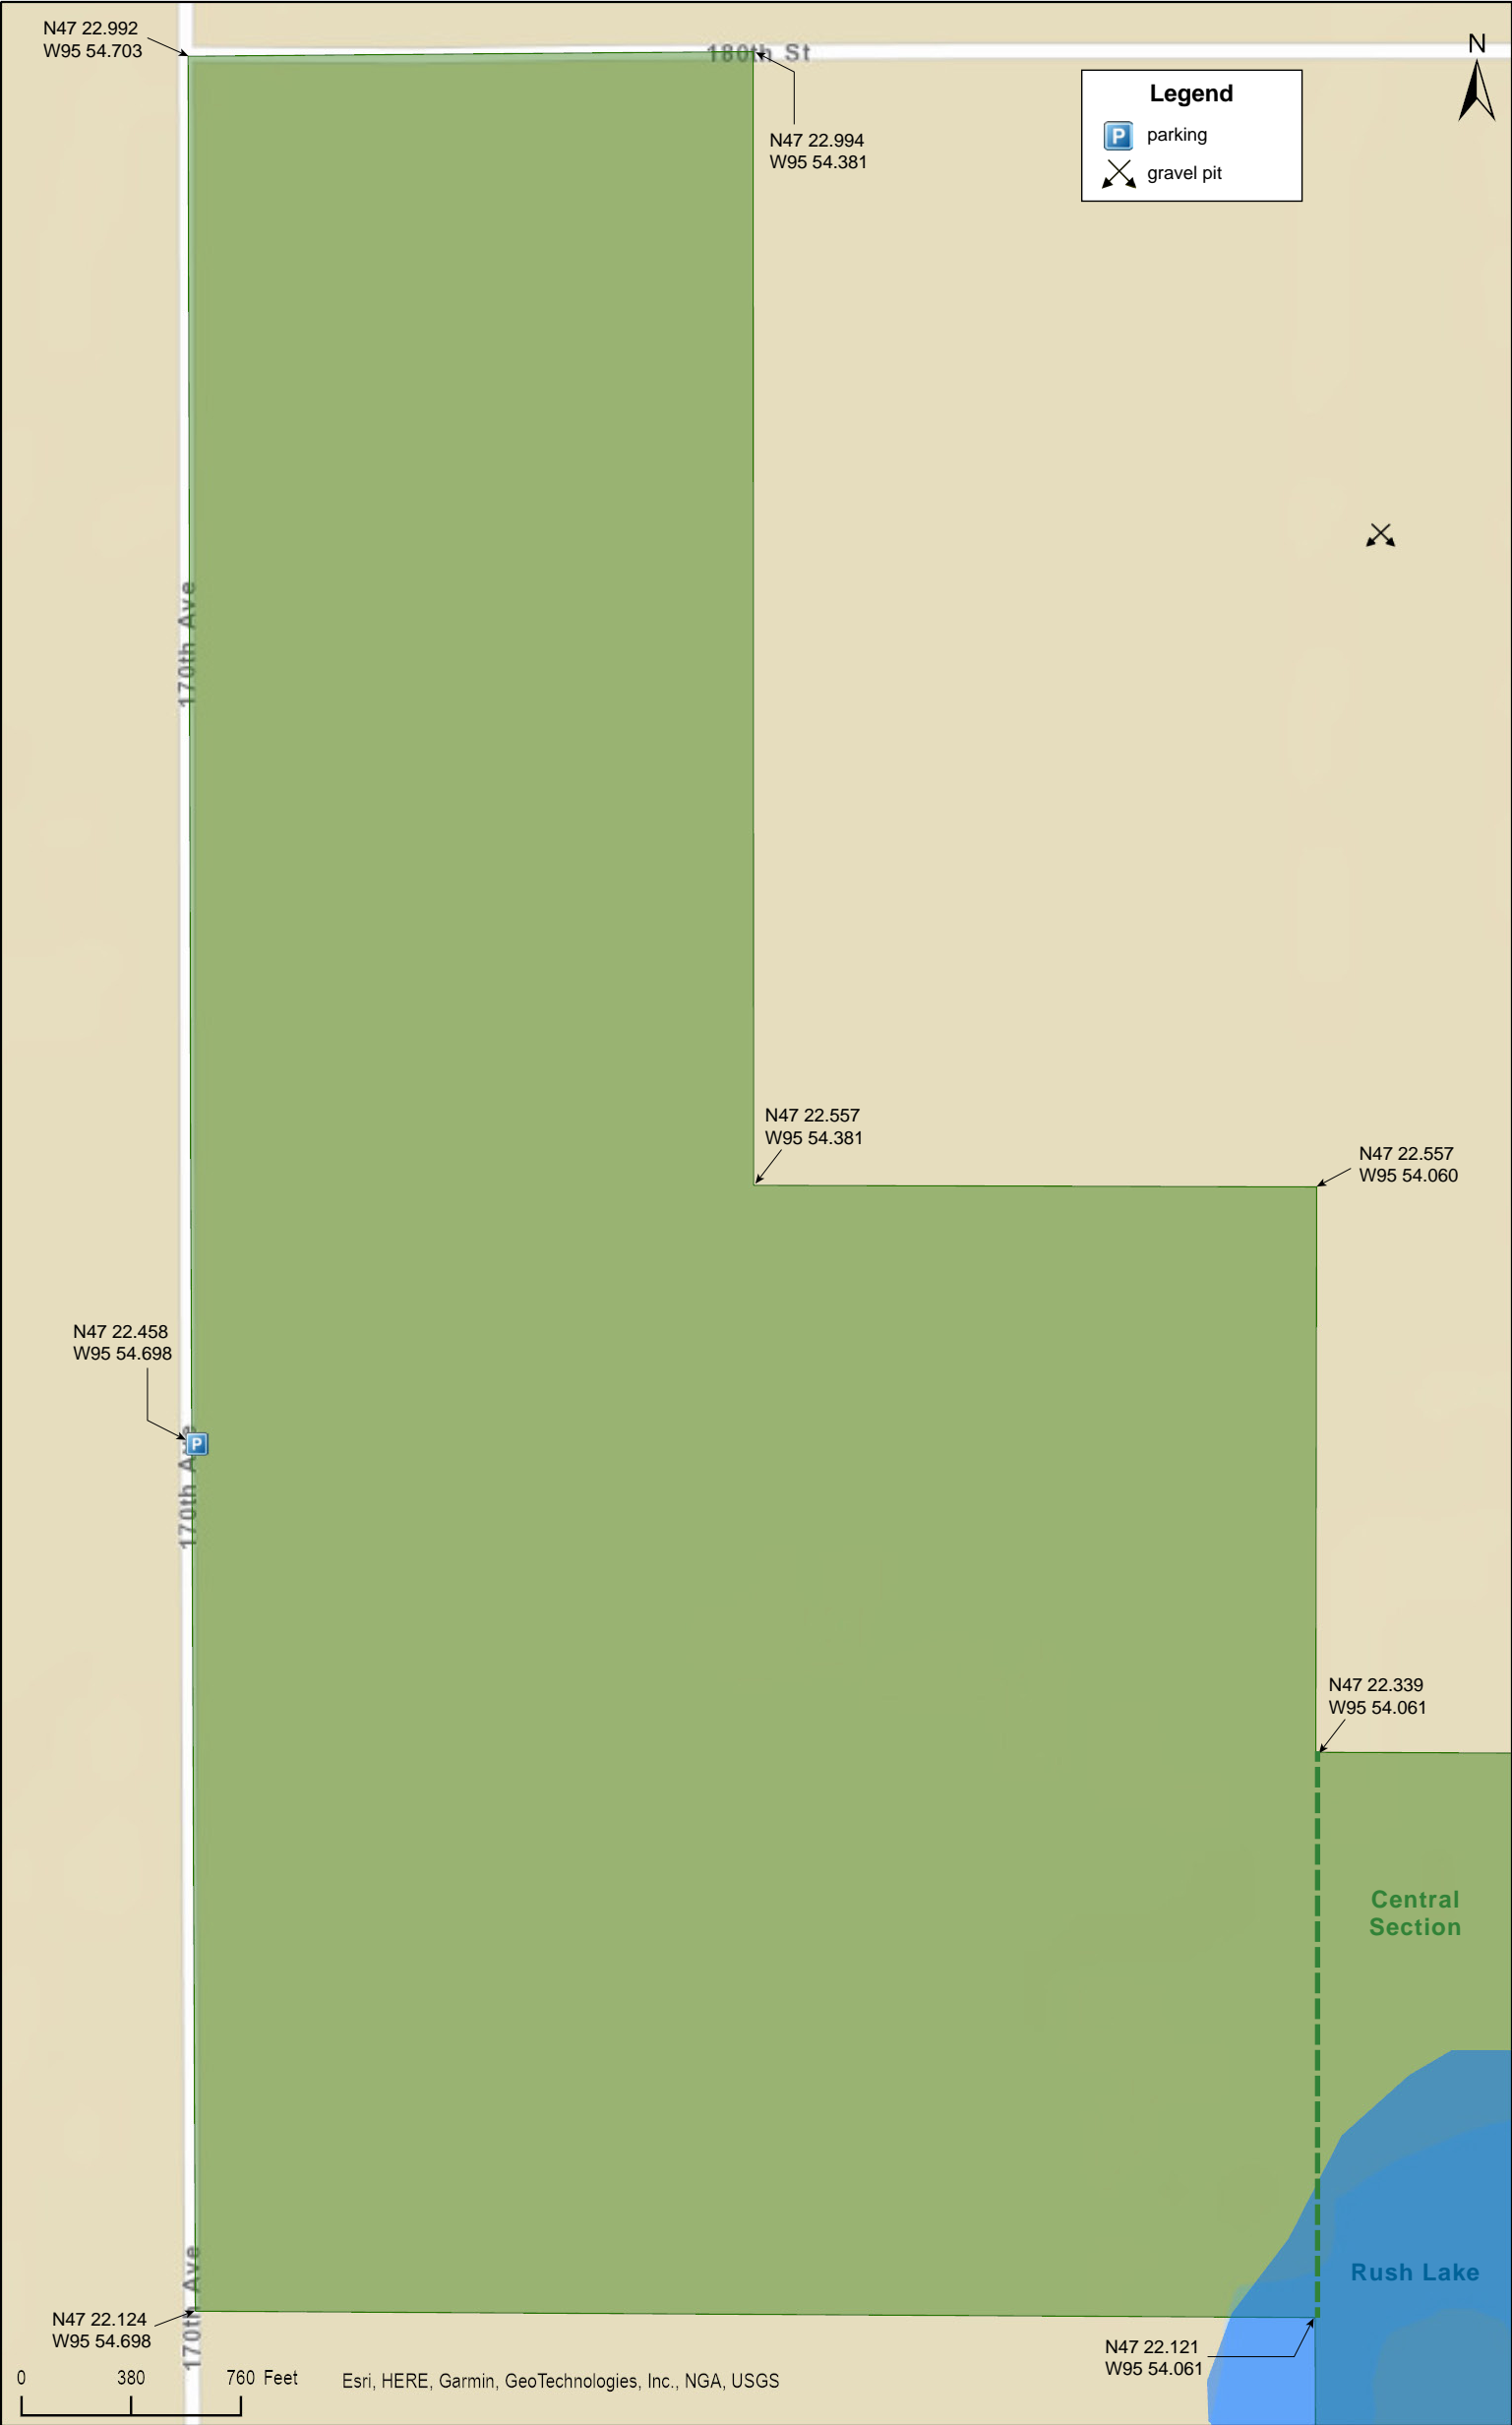 N47 22.992
W95 54.703
180th St
N
N47 22.994
W95 54.381
Legend
P
parking
gravel pit
170th Ave
N47 22.557
W95 54.381
N47 22.557
W95 54.060
N47 22.458
W95 54.698
P
170th Ave
N47 22.339
W95 54.061
Central
Section
Rush Lake
170th Ave
N47 22.124
W95 54.698
N47 22.121
W95 54.061
0 380 760 Feet
Esri, HERE, Garmin, GeoTechnologies, Inc., NGA, USGS